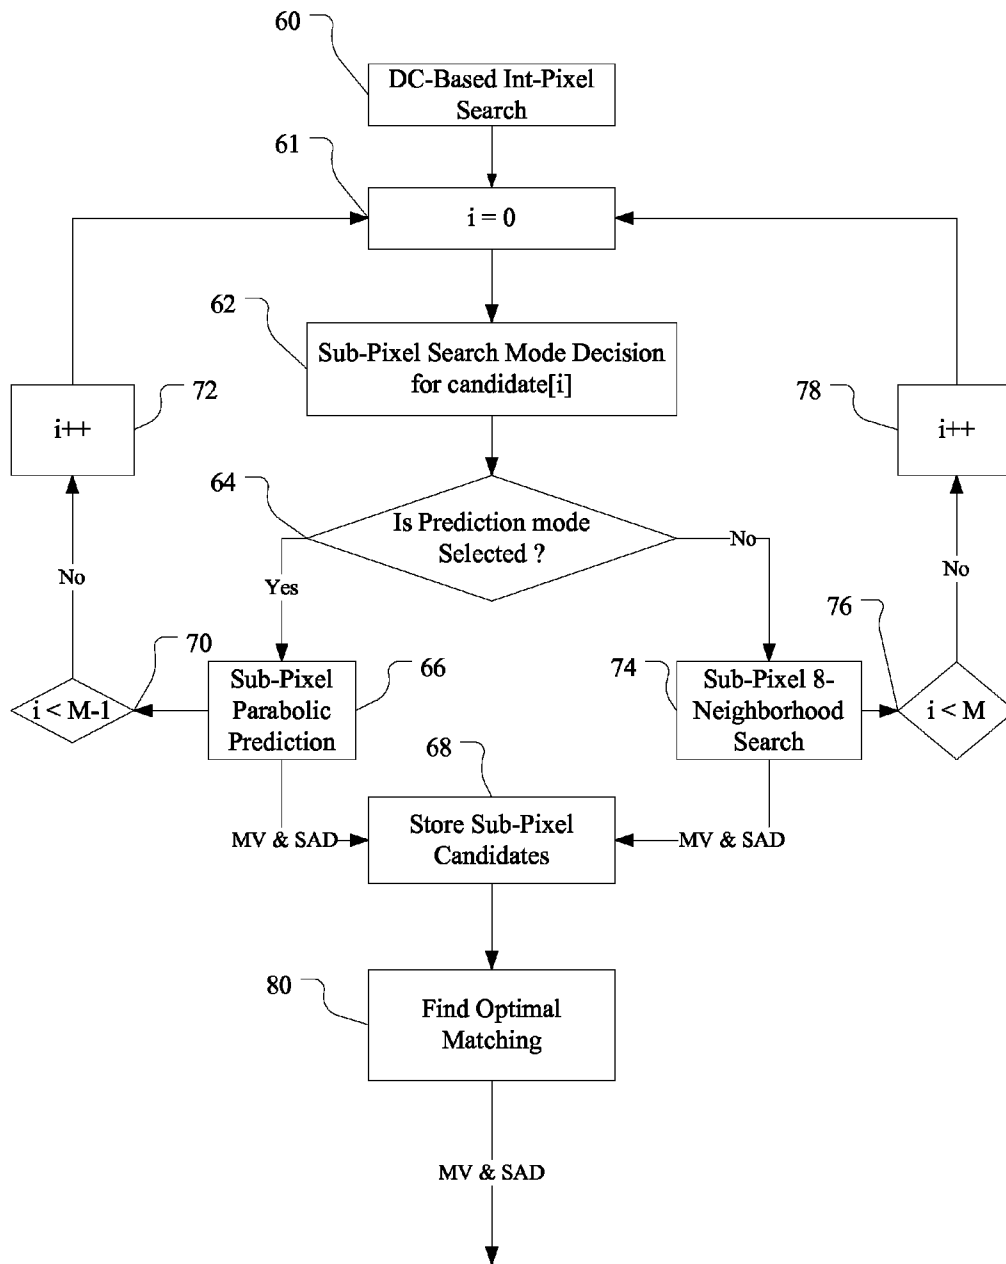 60
DC-Based Int-Pixel
Search
61
i = 0
62
Sub-Pixel Search Mode Decision
for candidate[i]
72
i++
78
i++
64
Is Prediction mode
Selected ?
No
Yes
No
No
70
i < M-1
Sub-Pixel
Parabolic
Prediction
66
74
Sub-Pixel 8-
Neighborhood
Search
76
i < M
68
MV & SAD
Store Sub-Pixel
Candidates
MV & SAD
80
Find Optimal
Matching
MV & SAD